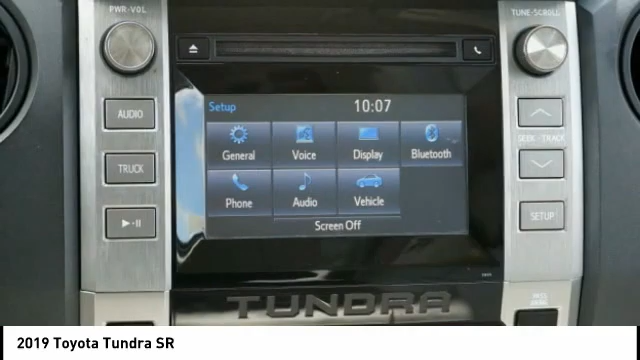 PWR·VOL
TUNE·SCROLL
Setup
10:07
AUDIO
General
Voice
Display
Bluetooth
SEEK · TRACK
TRUCK
Phone
Audio
Vehicle
SETUP
Screen Off
TUNDRA
2019 Toyota Tundra SR